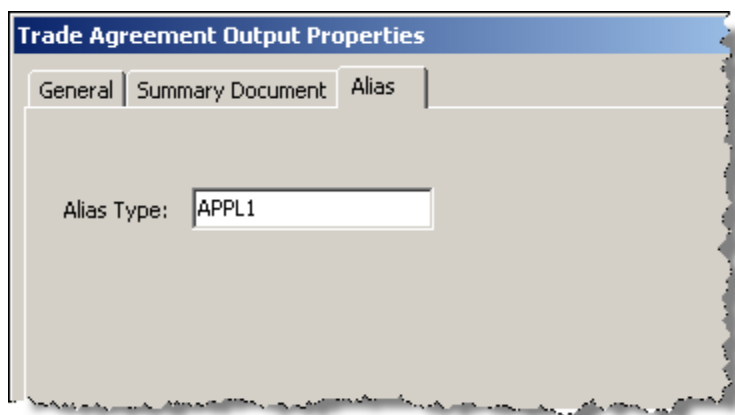 Trade Agreement Output Properties
General Summary Document Alias
Alias Type: APPL1